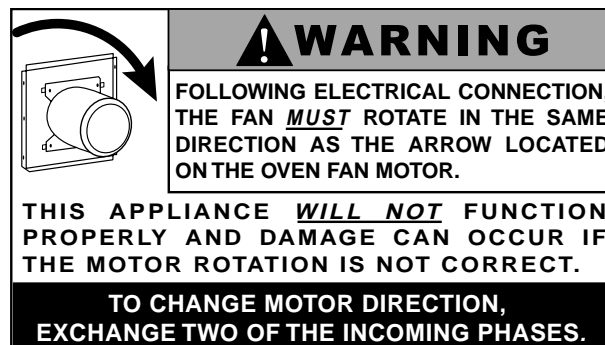 WARNING
FOLLOWING ELECTRICAL CONNECTION,
THE FAN MUST ROTATE IN THE SAME
DIRECTION AS THE ARROW LOCATED
ON THE OVEN FAN MOTOR.
THIS APPLIANCE WILL NOT FUNCTION
PROPERLY AND DAMAGE CAN OCCUR IF
THE MOTOR ROTATION IS NOT CORRECT.
TO CHANGE MOTOR DIRECTION,
EXCHANGE TWO OF THE INCOMING PHASES.